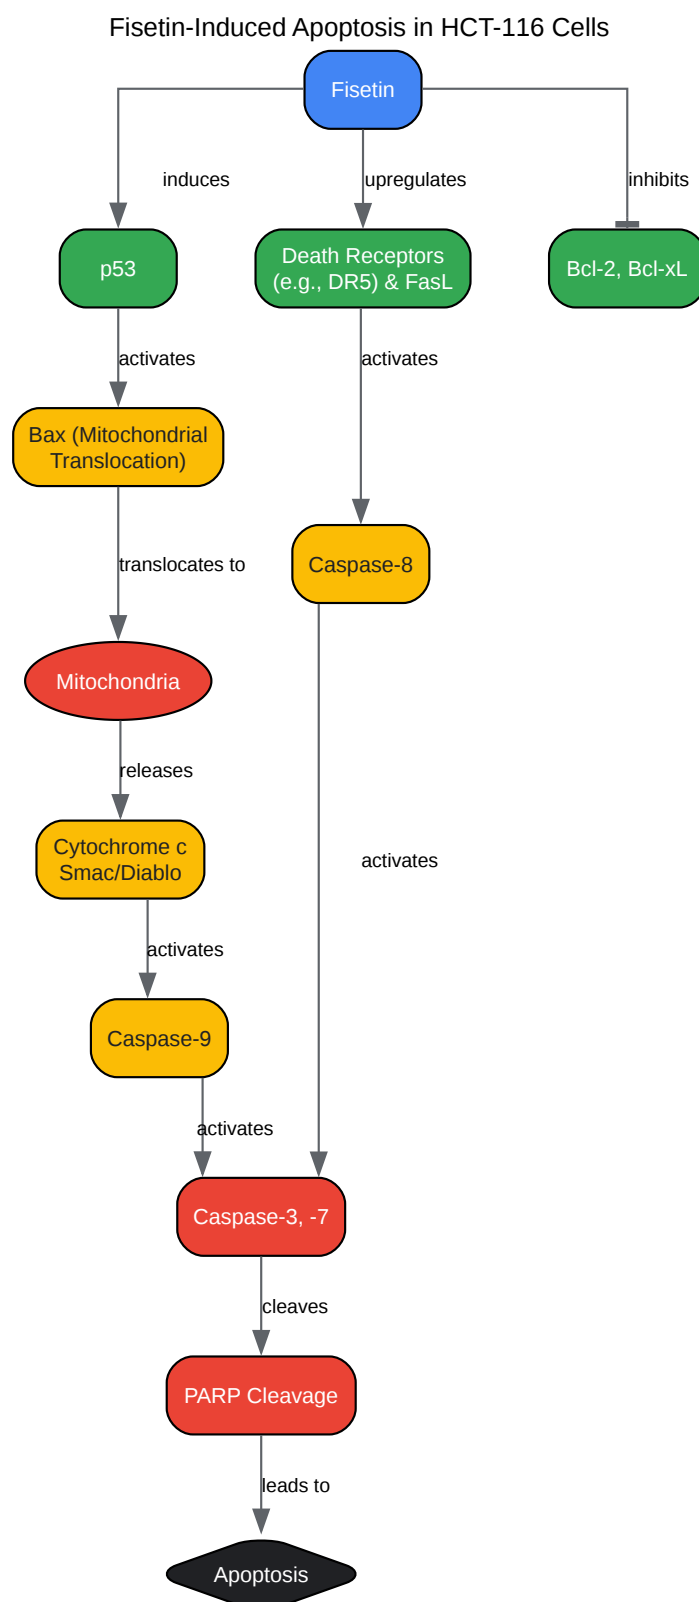 Fisetin-Induced Apoptosis in HCT-116 Cells
Fisetin
induces
upregulates
inhibits
p53
Death Receptors
(e.g., DR5) & FasL
Bcl-2, Bcl-xL
activates
activates
Bax (Mitochondrial
Translocation)
Caspase-8
translocates to
Mitochondria
releases
Cytochrome c
Smac/Diablo
activates
activates
Caspase-9
activates
Caspase-3, -7
cleaves
PARP Cleavage
leads to
Apoptosis